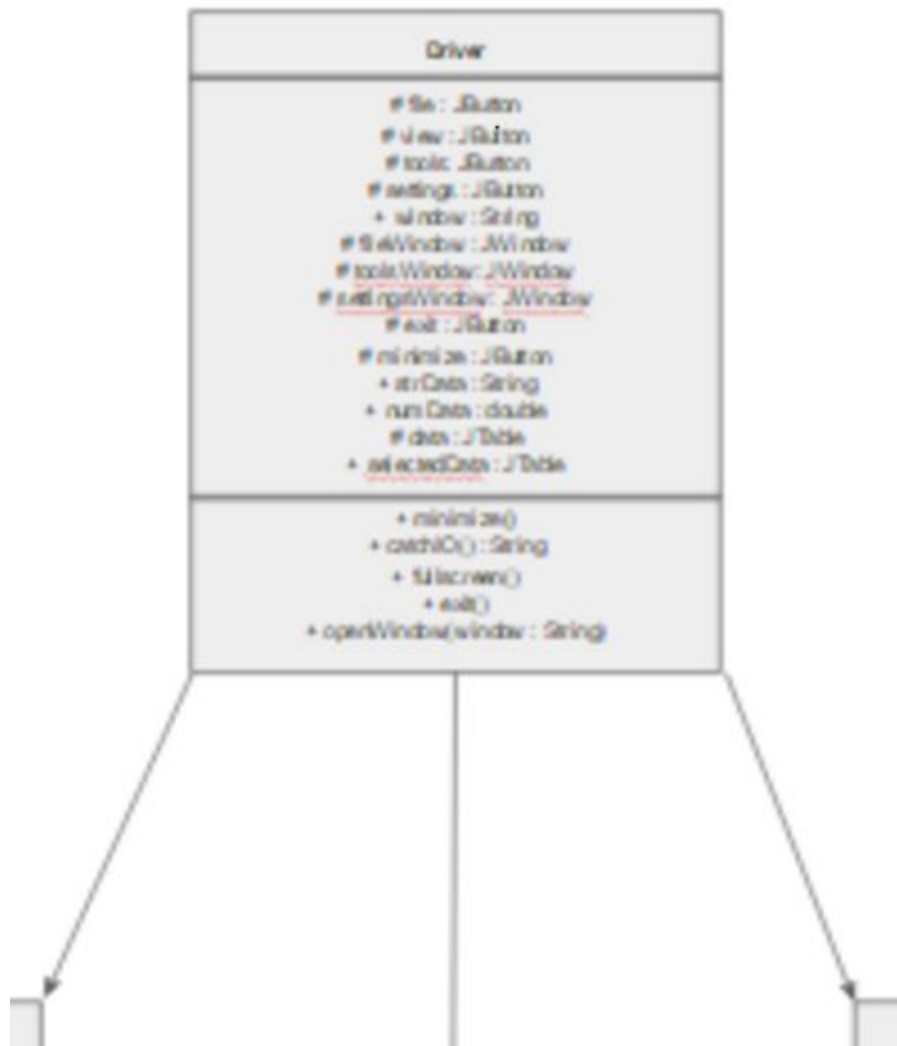 Driver
# file : JButton
# view : JButton
# tools: JButton
# settings : JButton
+ window : String
# fileWindow : JWindow
# toolsWindow: JWindow
# settingsWindow: JWindow
# exit : JButton
# minimize : JButton
+ strData : String
+ numData : double
# data : JTable
+ selectedData : JTable
+ minimize()
+ catchIO() : String
+ fullscreen()
+ exit()
+ openWindow(window : String)